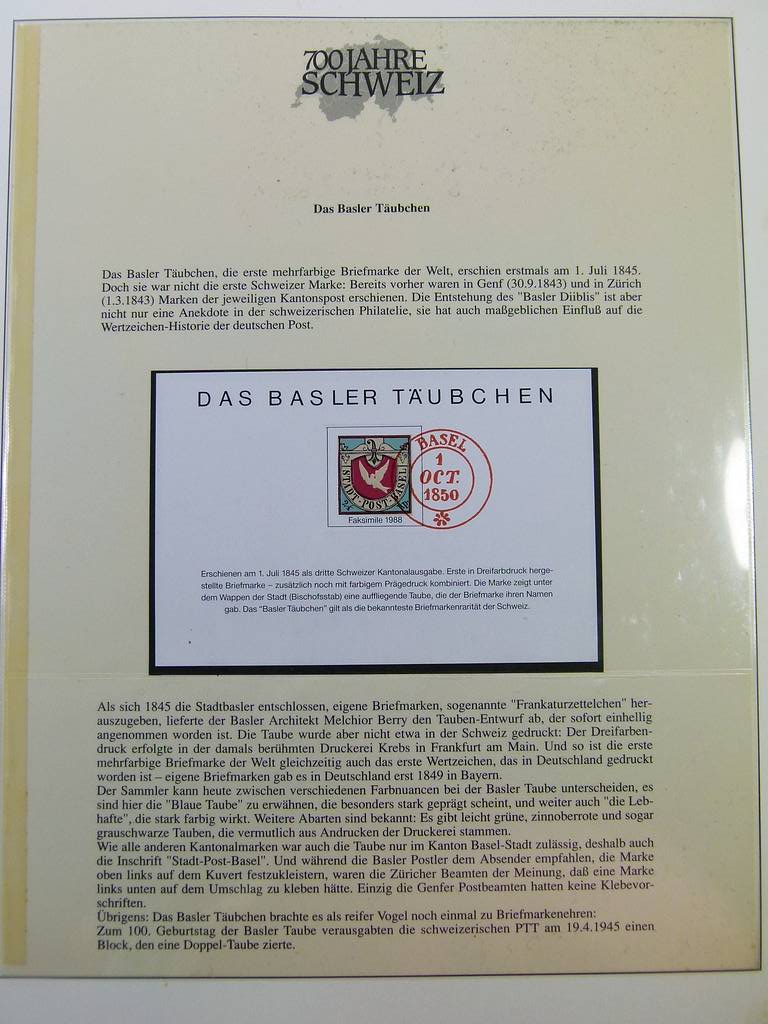 700 JAHRE
SCHWEIZ
Das Basler Täubchen
Das Basler Täubchen, die erste mehrfarbige Briefmarke der Welt, erschien erstmals am 1. Juli 1845.
Doch sie war nicht die erste Schweizer Marke: Bereits vorher waren in Genf (30.9.1843) und in Zürich
(1.3.1843) Marken der jeweiligen Kantonspost erschienen. Die Entstehung des "Basler Diiblis" ist aber
nicht nur eine Anekdote in der schweizerischen Philatelie, sie hat auch maßgeblichen Einfluß auf die
Wertzeichen-Historie der deutschen Post.
DAS BASLER TÄUBCHEN
STADT-POST-BASEL
Faksimile 1988
BASEL
1
OCT.
1850
Erschienen am 1. Juli 1845 als dritte Schweizer Kantonalausgabe. Erste in Dreifarbdruck herge-
stellte Briefmarke – zusätzlich noch mit farbigem Prägedruck kombiniert. Die Marke zeigt unter
dem Wappen der Stadt (Bischofsstab) eine auffliegende Taube, die der Briefmarke ihren Namen
gab. Das "Basler Täubchen" gilt als die bekannteste Briefmarkenrarität der Schweiz.
Als sich 1845 die Stadtbasler entschlossen, eigene Briefmarken, sogenannte "Frankaturzettelchen" her-
auszugeben, lieferte der Basler Architekt Melchior Berry den Tauben-Entwurf ab, der sofort einhellig
angenommen worden ist. Die Taube wurde aber nicht etwa in der Schweiz gedruckt: Der Dreifarben-
druck erfolgte in der damals berühmten Druckerei Krebs in Frankfurt am Main. Und so ist die erste
mehrfarbige Briefmarke der Welt gleichzeitig auch das erste Wertzeichen, das in Deutschland gedruckt
worden ist – eigene Briefmarken gab es in Deutschland erst 1849 in Bayern.
Der Sammler kann heute zwischen verschiedenen Farbnuancen bei der Basler Taube unterscheiden, es
sind hier die "Blaue Taube" zu erwähnen, die besonders stark geprägt scheint, und weiter auch "die Leb-
hafte", die stark farbig wirkt. Weitere Abarten sind bekannt: Es gibt leicht grüne, zinnoberrote und sogar
grauschwarze Tauben, die vermutlich aus Andrucken der Druckerei stammen.
Wie alle anderen Kantonalmarken war auch die Taube nur im Kanton Basel-Stadt zulässig, deshalb auch
die Inschrift "Stadt-Post-Basel". Und während die Basler Postler dem Absender empfahlen, die Marke
oben links auf dem Kuvert festzukleistern, waren die Züricher Beamten der Meinung, daß eine Marke
links unten auf dem Umschlag zu kleben hätte. Einzig die Genfer Postbeamten hatten keine Klebevor-
schriften.
Übrigens: Das Basler Täubchen brachte es als reifer Vogel noch einmal zu Briefmarkenehren:
Zum 100. Geburtstag der Basler Taube verausgabten die schweizerischen PTT am 19.4.1945 einen
Block, den eine Doppel-Taube zierte.